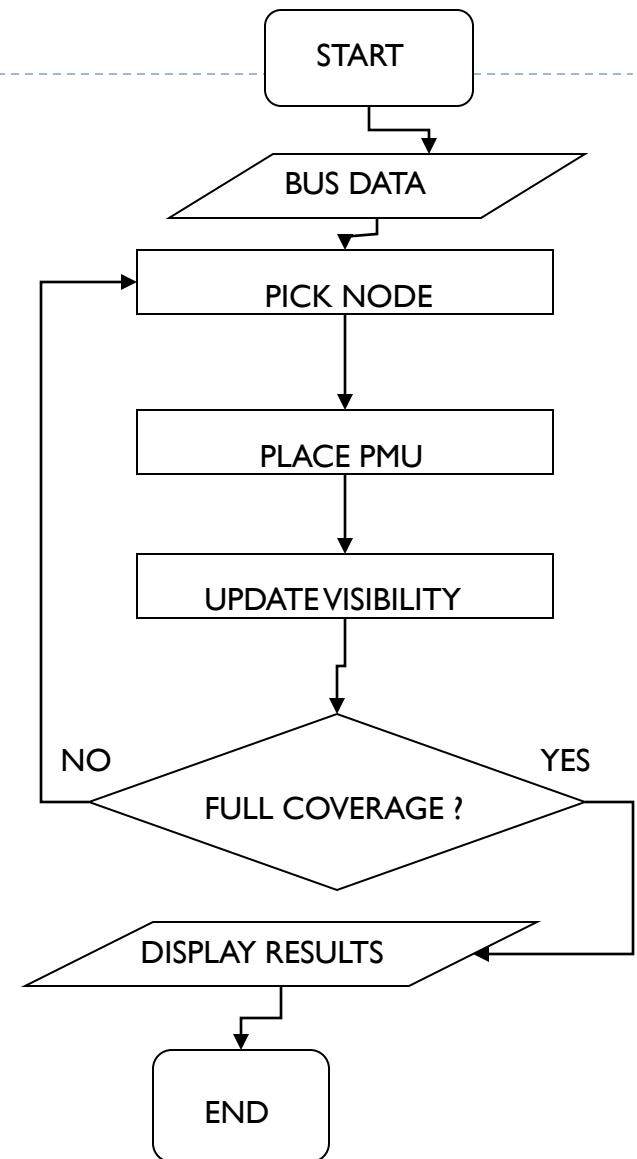 START
BUS DATA
PICK NODE
PLACE PMU
UPDATE VISIBILITY
NO
YES
FULL COVERAGE ?
DISPLAY RESULTS
END